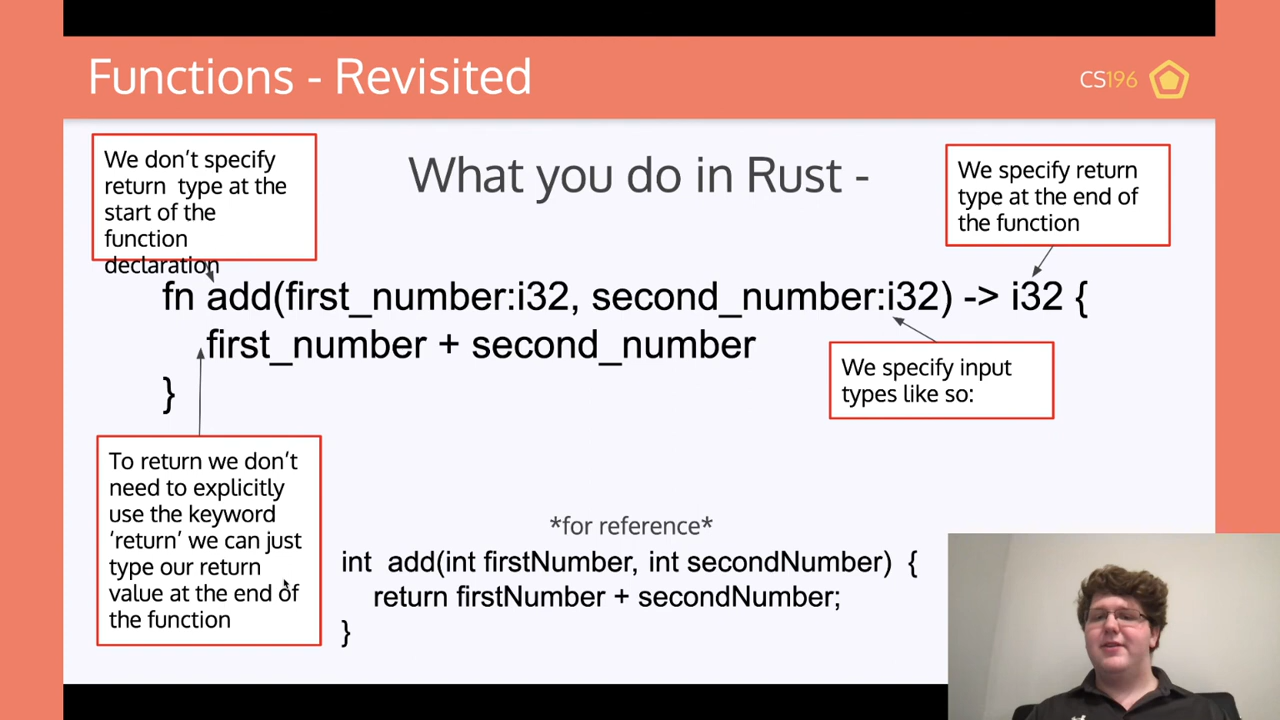 Functions - Revisited
CS196
We don't specify
return type at the
start of the
function
declaration
What you do in Rust -
We specify return
type at the end of
the function
fn add(first_number:i32, second_number:i32) -> i32 {
first_number + second_number
}
We specify input
types like so:
To return we don't
need to explicitly
use the keyword
'return' we can just
type our return
value at the end of
the function
*for reference*
int add(int firstNumber, int secondNumber) {
return firstNumber + secondNumber;
}